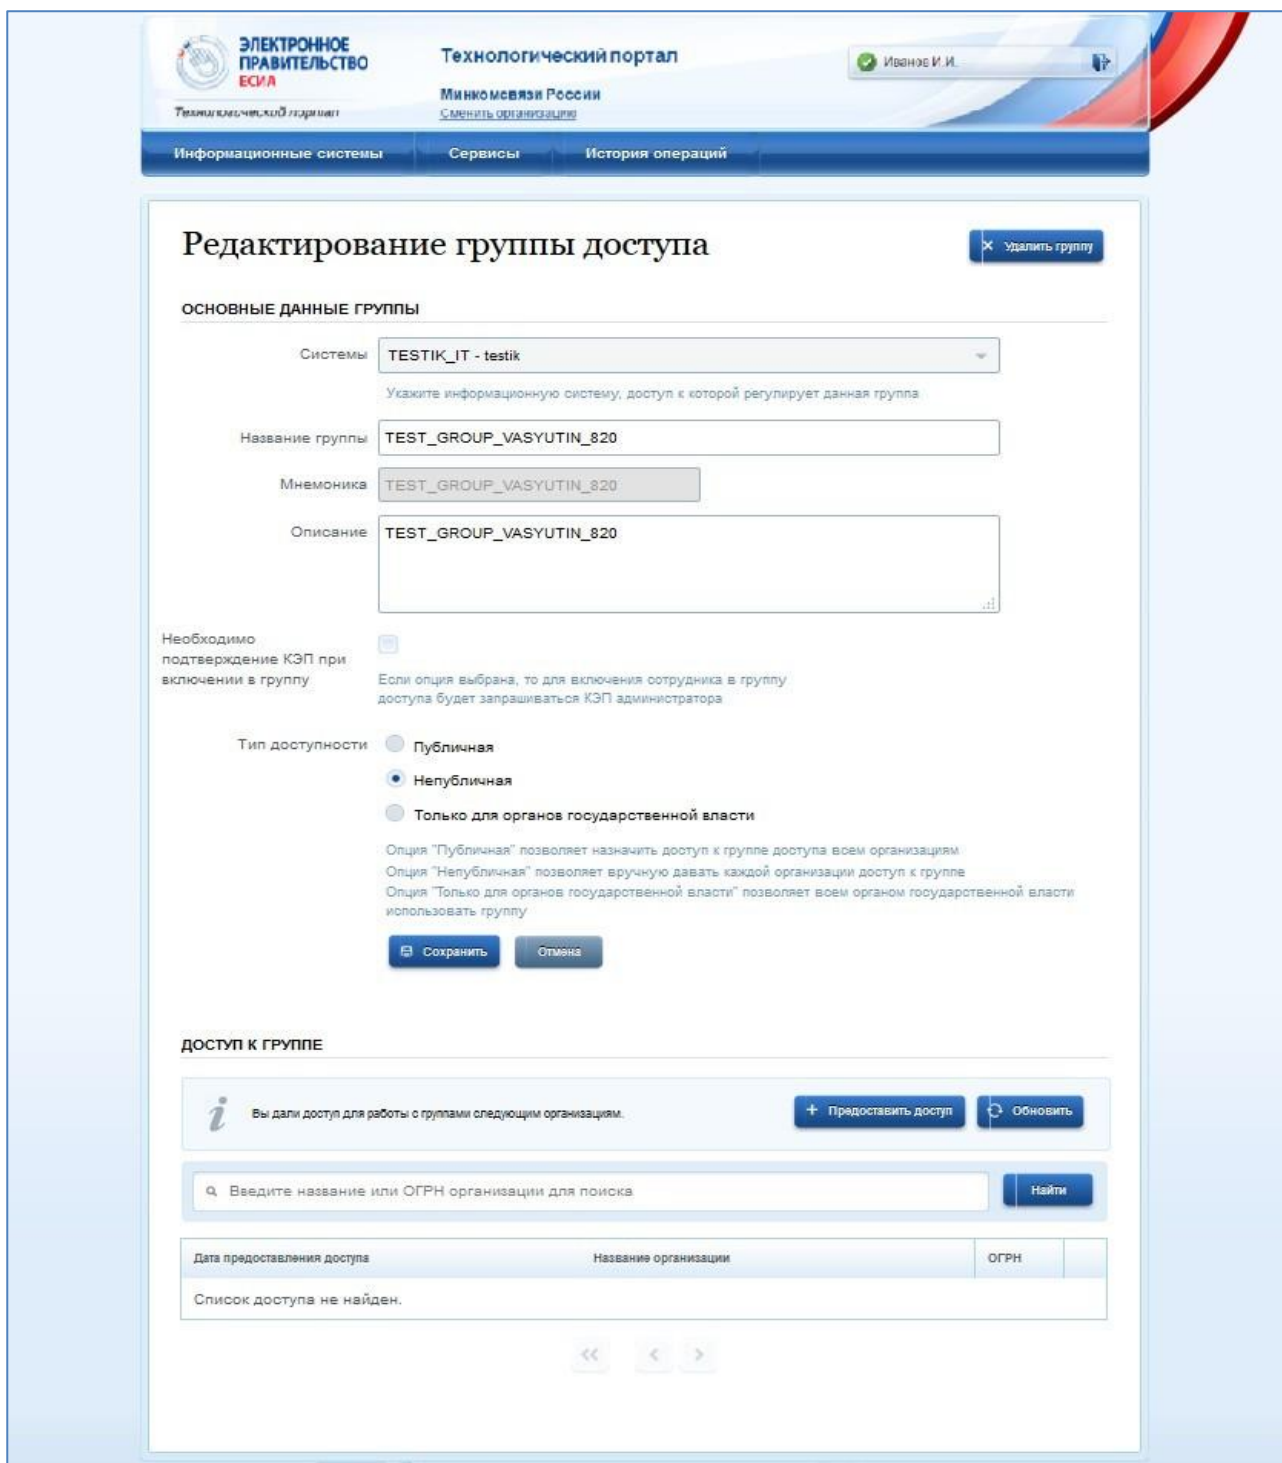 ЭЛЕКТРОННОЕ
ПРАВИТЕЛЬСТВО
ЕСИА
Технологический портал
Технологический портал
Минкомсвязи России
Сменить организацию
Иванов И.И.
Информационные системы
Сервисы
История операций
Редактирование группы доступа
Удалить группу
ОСНОВНЫЕ ДАННЫЕ ГРУППЫ
Системы
TESTIK_IT - testik
Укажите информационную систему, доступ к которой регулирует данная группа
Название группы
TEST_GROUP_VASYUTIN_820
Мнемоника
TEST_GROUP_VASYUTIN_820
Описание
TEST_GROUP_VASYUTIN_820
Необходимо
подтверждение КЭП при
включении в группу
Если опция выбрана, то для включения сотрудника в группу
доступа будет запрашиваться КЭП администратора
Тип доступности
Публичная
Непубличная
Только для органов государственной власти
Опция "Публичная" позволяет назначить доступ к группе доступа всем организациям
Опция "Непубличная" позволяет вручную давать каждой организации доступ к группе
Опция "Только для органов государственной власти" позволяет всем органом государственной власти
использовать группу
Сохранить
Отмена
ДОСТУП К ГРУППЕ
Вы дали доступ для работы с группами следующим организациям.
Предоставить доступ
Обновить
Введите название или ОГРН организации для поиска
Найти
Дата предоставления доступа
Название организации
ОГРН
Список доступа не найден.